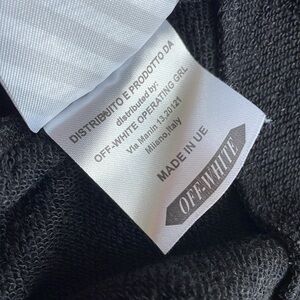 DISTRIBUITO E PRODOTTO DA
distributed by:
OFF-WHITE OPERATING GRL
Via Manin 13.20121
Milano,Italy
MADE IN UE
OFF-WHITE